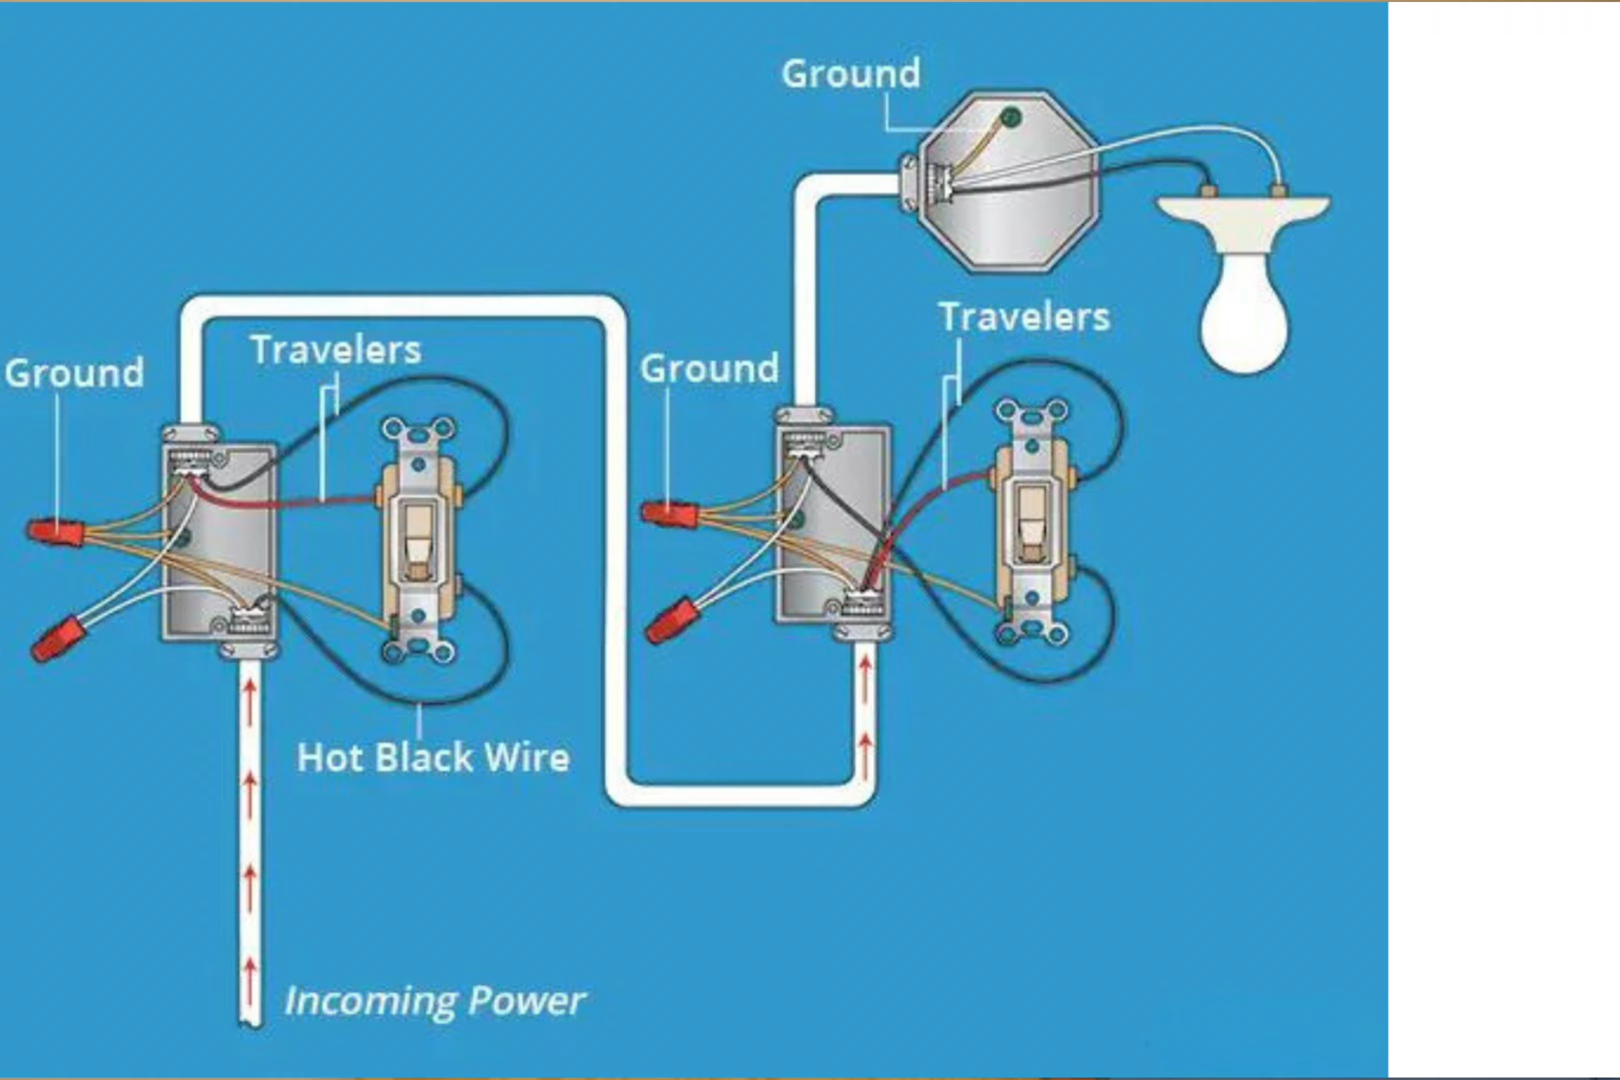 Ground
Travelers
Ground
Travelers
Ground
Hot Black Wire
Incoming Power